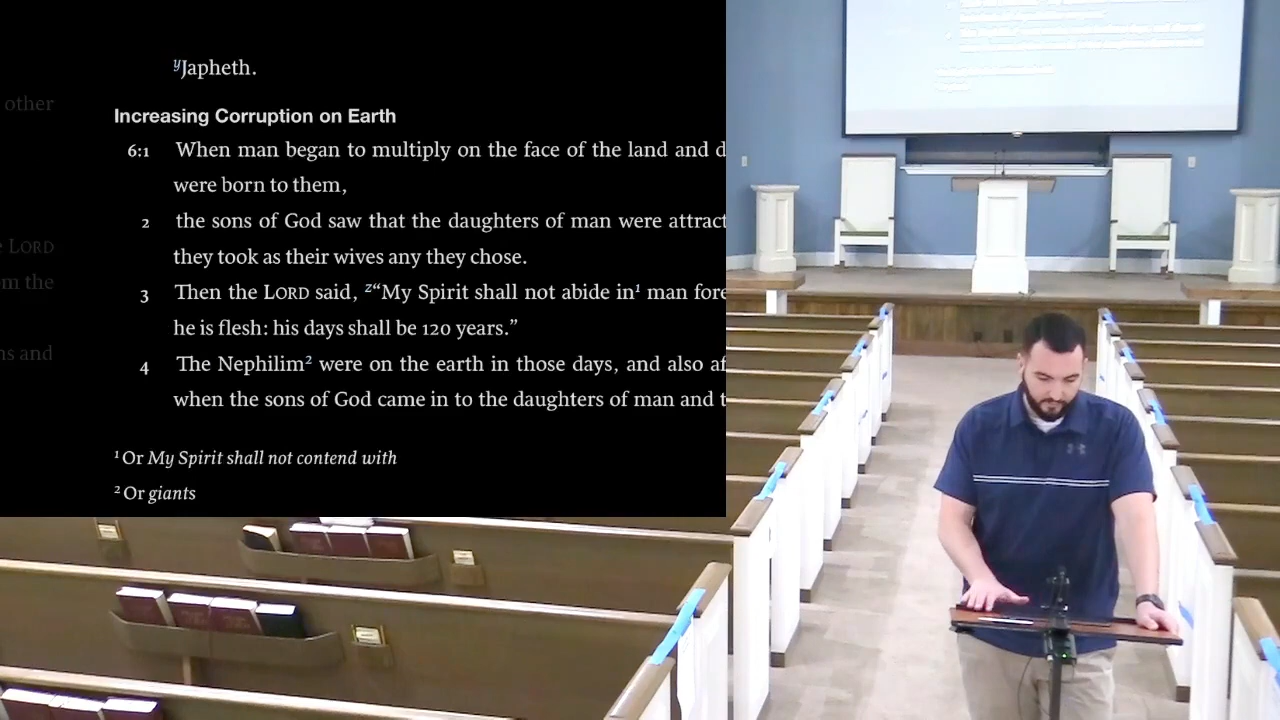 yJapheth.
other
Increasing Corruption on Earth
6:1 When man began to multiply on the face of the land and d
were born to them,
2 the sons of God saw that the daughters of man were attract
LORD
they took as their wives any they chose.
om the
3 Then the LORD said, z“My Spirit shall not abide in1 man fore
he is flesh: his days shall be 120 years.”
ns and
4 The Nephilim2 were on the earth in those days, and also af
when the sons of God came in to the daughters of man and t
1 Or My Spirit shall not contend with
2 Or giants